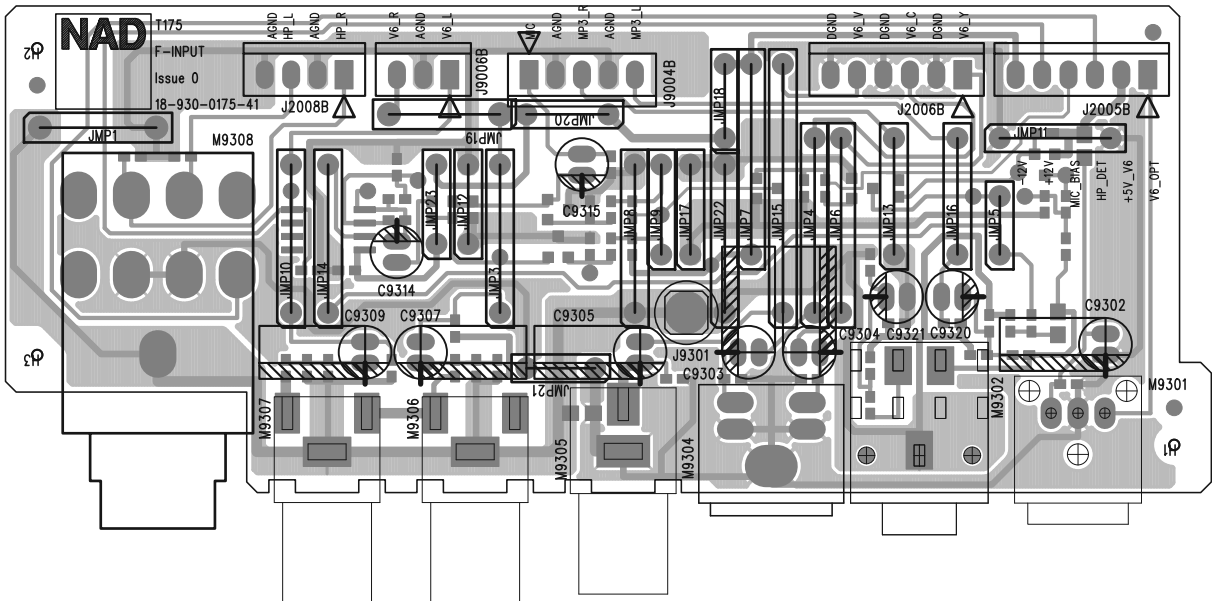 NAD
T175
F-INPUT
Issue 0
18-930-0175-41
H2
AGND
HP_L
AGND
HP_R
J2008B
V6_R
AGND
V6_L
J9006B
MIC
AGND
MP3_R
AGND
MP3_L
J9004B
DGND
V6_V
DGND
V6_C
DGND
V6_Y
J2006B
J2005B
-12V
+12V
MIC_BIAS
HP_DET
+5V_V6
V6_OPT
JMP1
M9308
JMP19
JMP20
JMP18
JMP11
C9315
JMP10
JMP14
C9314
JMP23
JMP12
JMP3
JMP8
JMP9
JMP17
JMP22
JMP7
JMP15
JMP4
JMP6
JMP13
JMP16
JMP5
C9309
C9307
C9305
J9301
C9303
C9304
C9321
C9320
C9302
H3
JMP21
M9307
M9306
M9305
M9304
M9302
M9301
H1